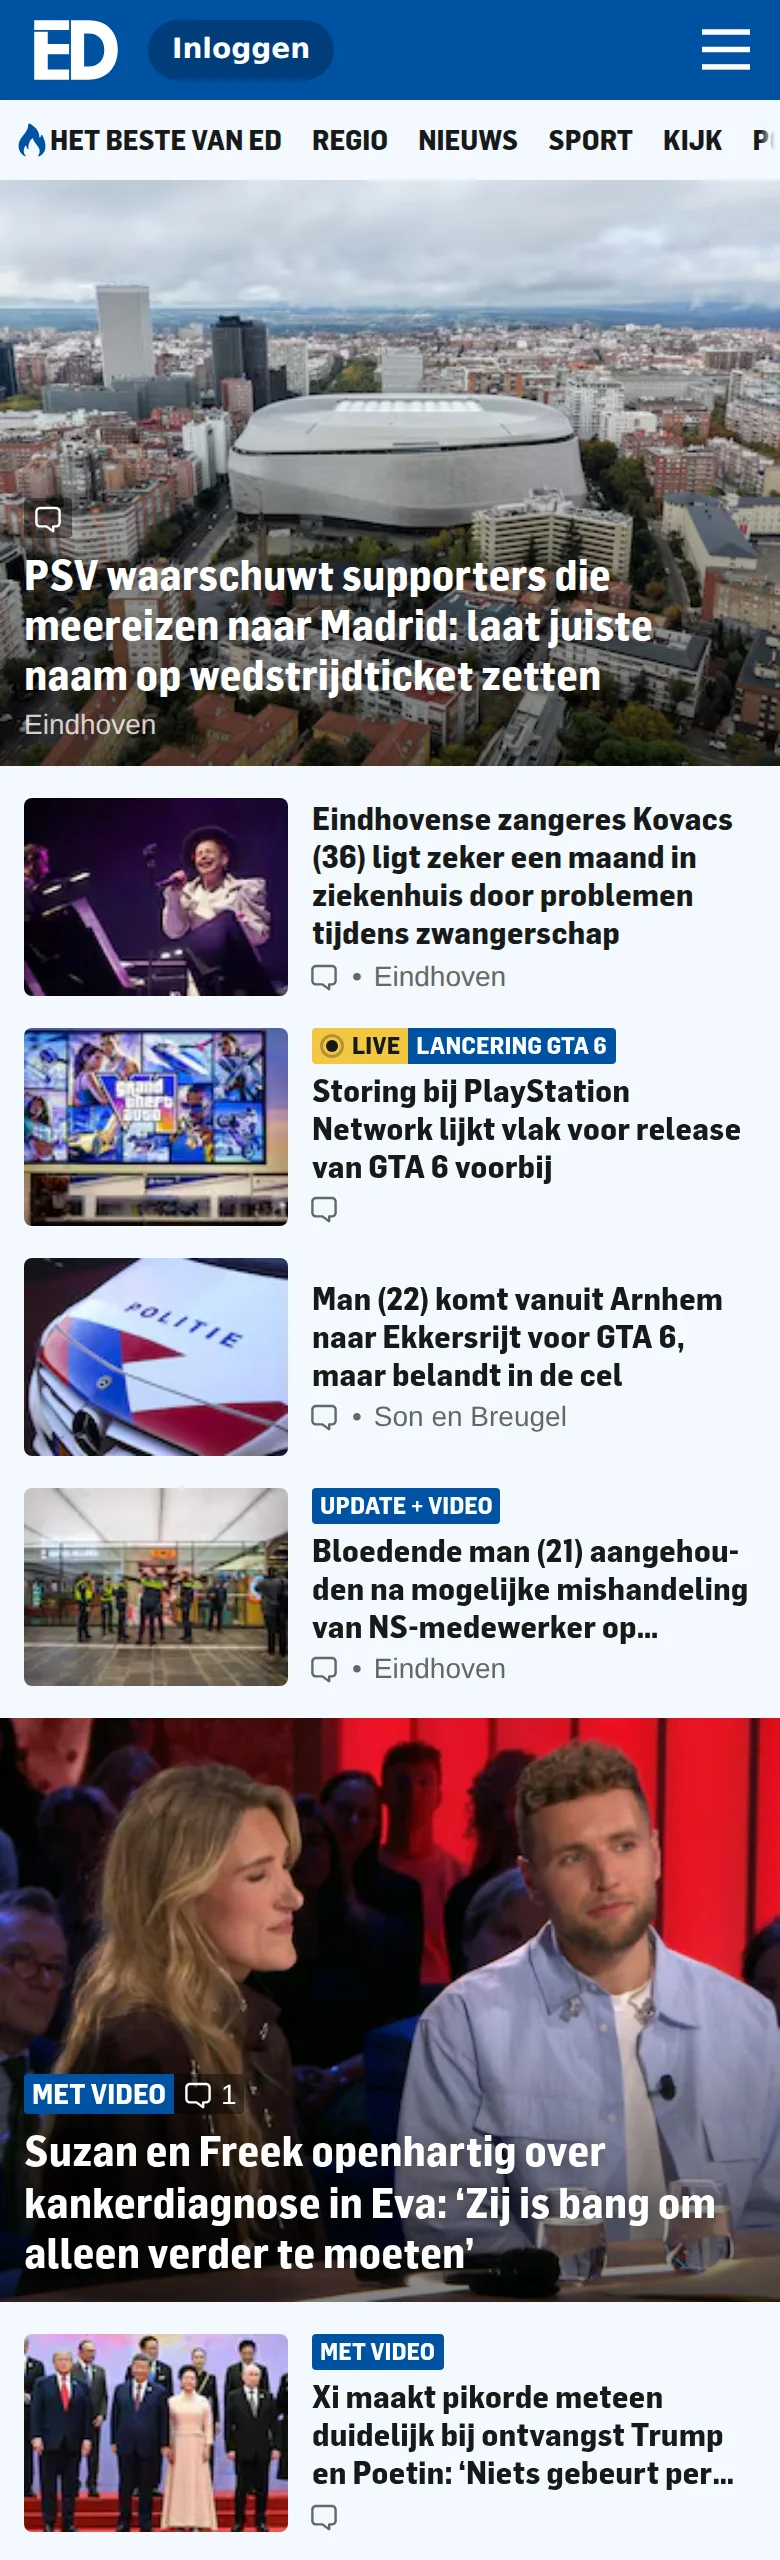 ED Inloggen
HET BESTE VAN ED REGIO NIEUWS SPORT KIJK
PSV waarschuwt supporters die
meereizen naar Madrid: laat juiste
naam op wedstrijdticket zetten
Eindhoven
Eindhovense zangeres Kovacs
(36) ligt zeker een maand in
ziekenhuis door problemen
tijdens zwangerschap
• Eindhoven
grand
theft
auto
LIVE LANCERING GTA 6
Storing bij PlayStation
Network lijkt vlak voor release
van GTA 6 voorbij
POLITIE
Man (22) komt vanuit Arnhem
naar Ekkersrijt voor GTA 6,
maar belandt in de cel
• Son en Breugel
UPDATE + VIDEO
Bloedende man (21) aangehou-
den na mogelijke mishandeling
van NS-medewerker op...
• Eindhoven
MET VIDEO 1
Suzan en Freek openhartig over
kankerdiagnose in Eva: ‘Zij is bang om
alleen verder te moeten’
MET VIDEO
Xi maakt pikorde meteen
duidelijk bij ontvangst Trump
en Poetin: ‘Niets gebeurt per...